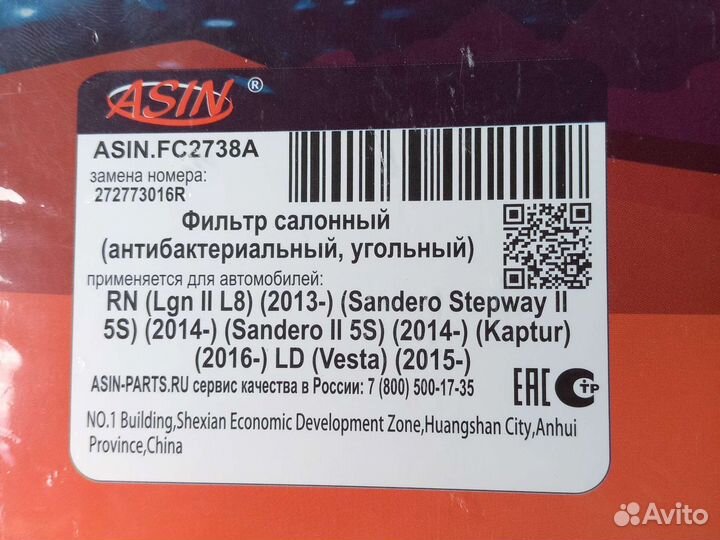 ASIN ®
ASIN.FC2738A
замена номера:
272773016R
Фильтр салонный
(антибактериальный, угольный)
применяется для автомобилей:
RN (Lgn II L8) (2013-) (Sandero Stepway II
5S) (2014-) (Sandero II 5S) (2014-) (Kaptur)
(2016-) LD (Vesta) (2015-)
ASIN-PARTS.RU сервис качества в России: 7 (800) 500-17-35
EAC
СТР
NO.1 Building,Shexian Economic Development Zone,Huangshan City,Anhui
Province,China
Avito